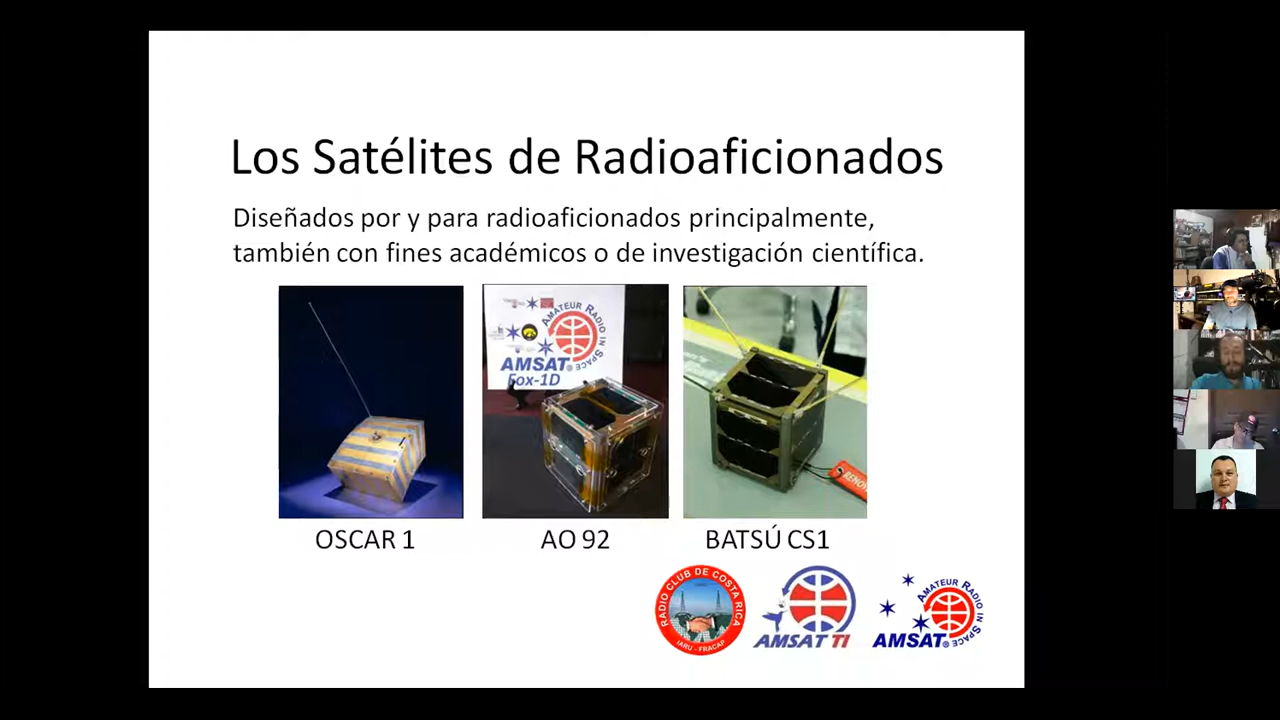 Los Satélites de Radioaficionados
Diseñados por y para radioaficionados principalmente,
también con fines académicos o de investigación científica.
AMATEUR RADIO IN SPACE
AMSAT®
Fox-1D
OSCAR 1
AO 92
BATSÚ CS1
RADIO CLUB DE COSTA RICA
IARU - FRACAP
AMSAT TI
AMATEUR RADIO IN SPACE
AMSAT®